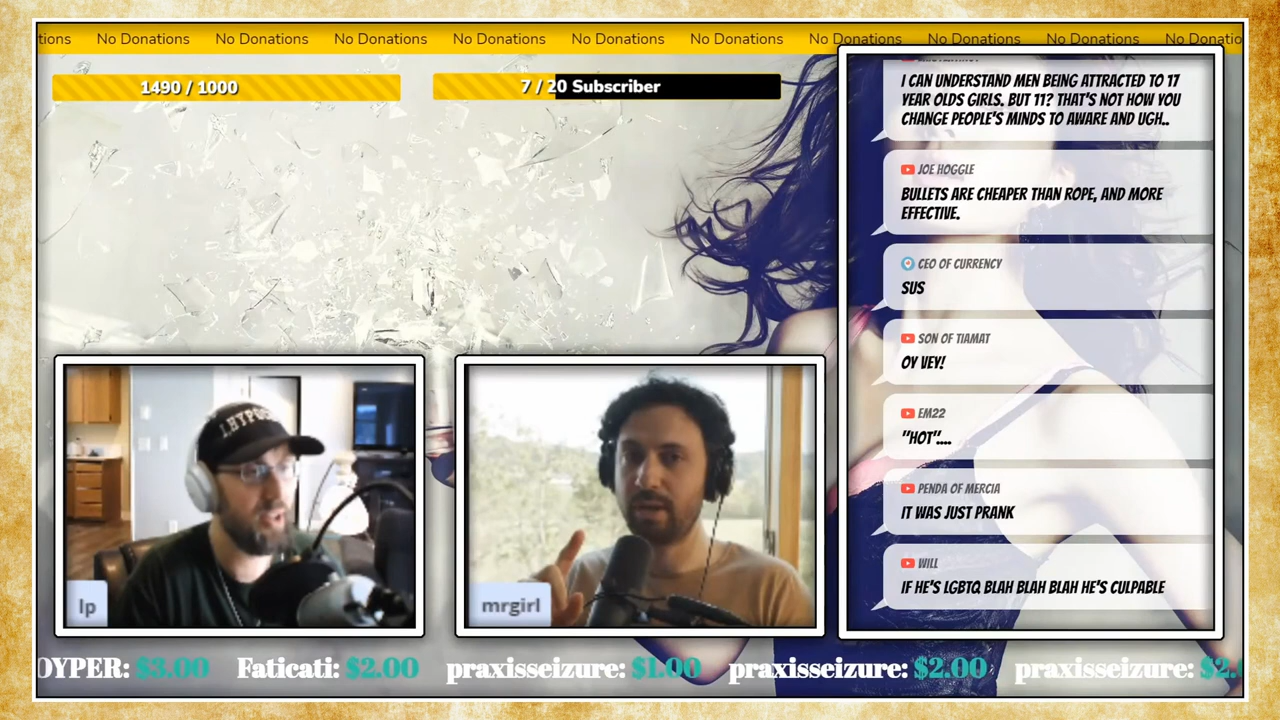 No Donations No Donations No Donations No Donations No Donations No Donations No Donations No Donations No Donations
1490 / 1000
7 / 20 Subscriber
I CAN UNDERSTAND MEN BEING ATTRACTED TO 17
YEAR OLDS GIRLS. BUT 11? THAT'S NOT HOW YOU
CHANGE PEOPLE'S MINDS TO AWARE AND UGH..
JOE HOGGLE
BULLETS ARE CHEAPER THAN ROPE, AND MORE
EFFECTIVE.
CEO OF CURRENCY
SUS
SON OF TIAMAT
OY VEY!
EM22
"HOT"....
PENDA OF MERCIA
IT WAS JUST PRANK
WILL
IF HE'S LGBTQ BLAH BLAH BLAH HE'S CULPABLE
lp
mrgirl
OYPER: $3.00 Faticati: $2.00 praxisseizure: $1.00 praxisseizure: $2.00 praxisseizure: